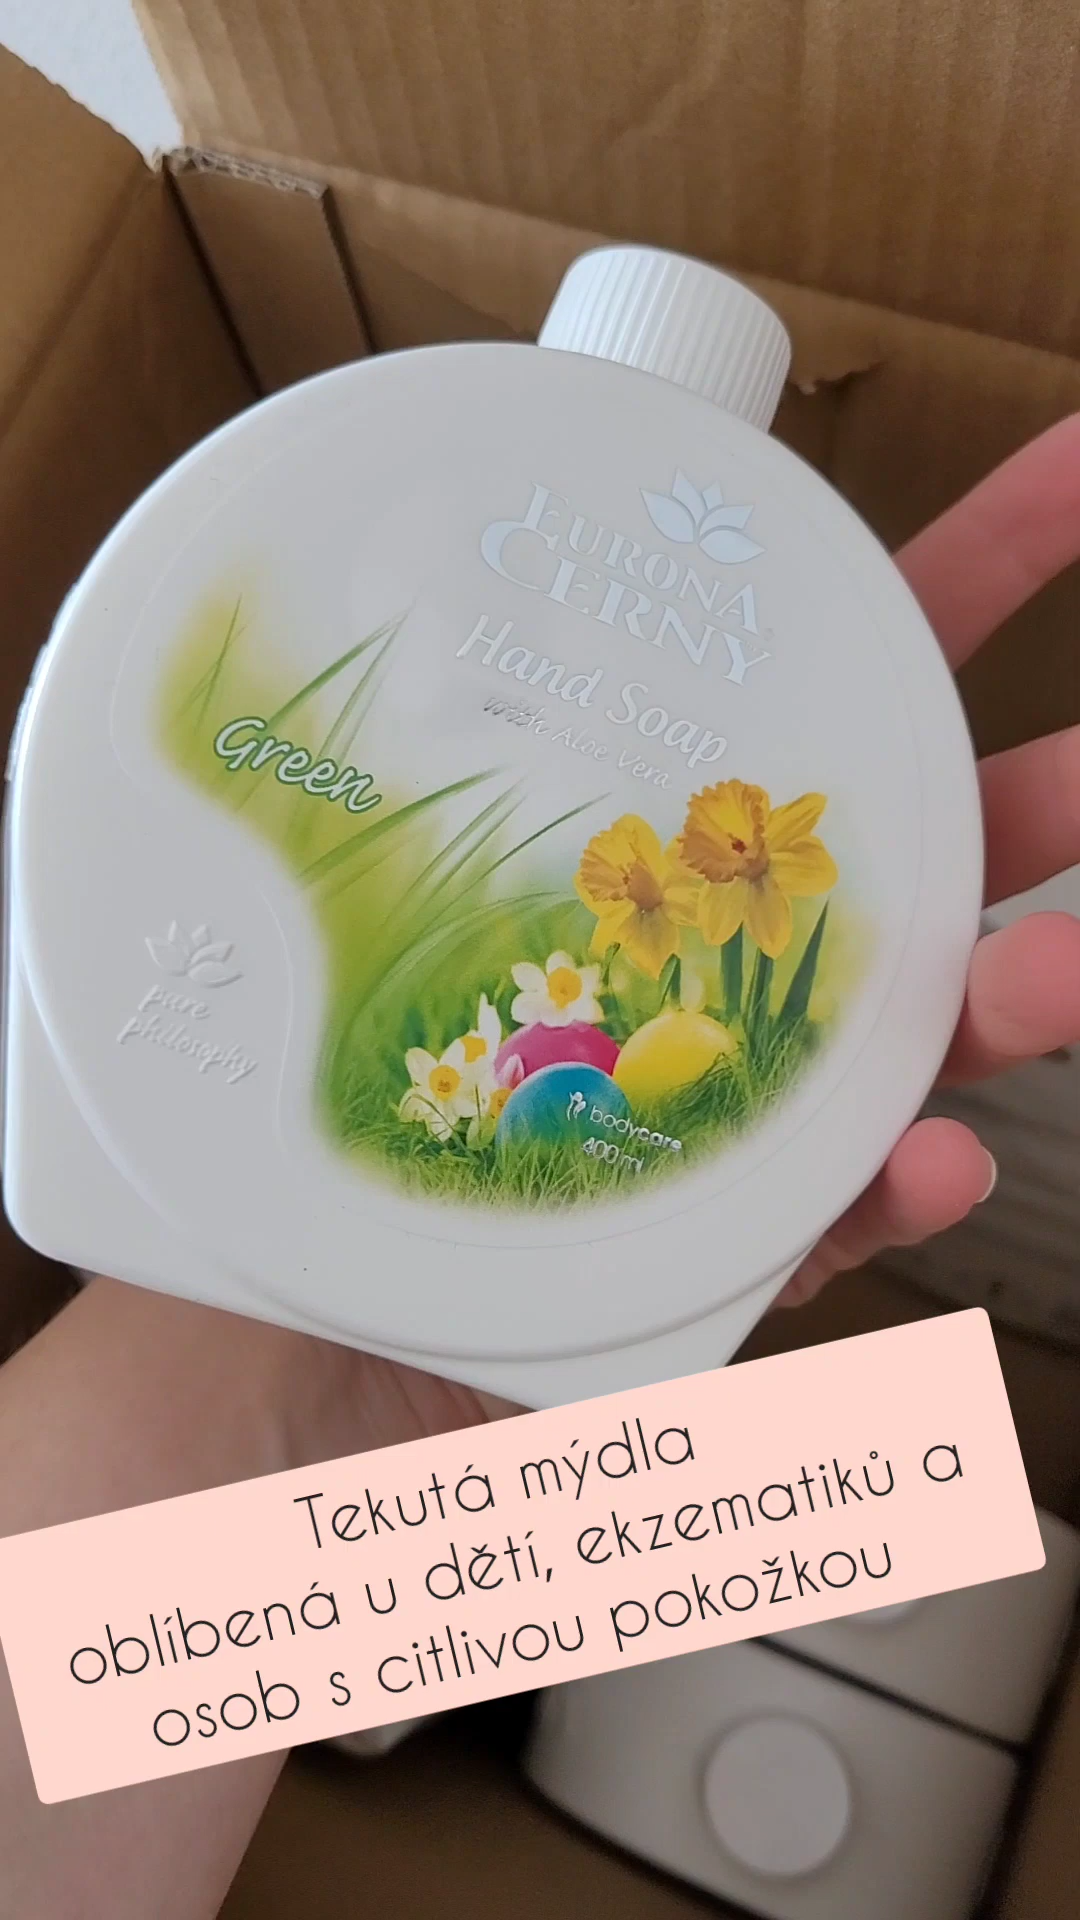 EURONA
CERNY
Hand Soap
with Aloe Vera
Green
pure
philosophy
bodycare
400 ml
Tekutá mýdla
oblíbená u dětí, ekzematiků a
osob s citlivou pokožkou